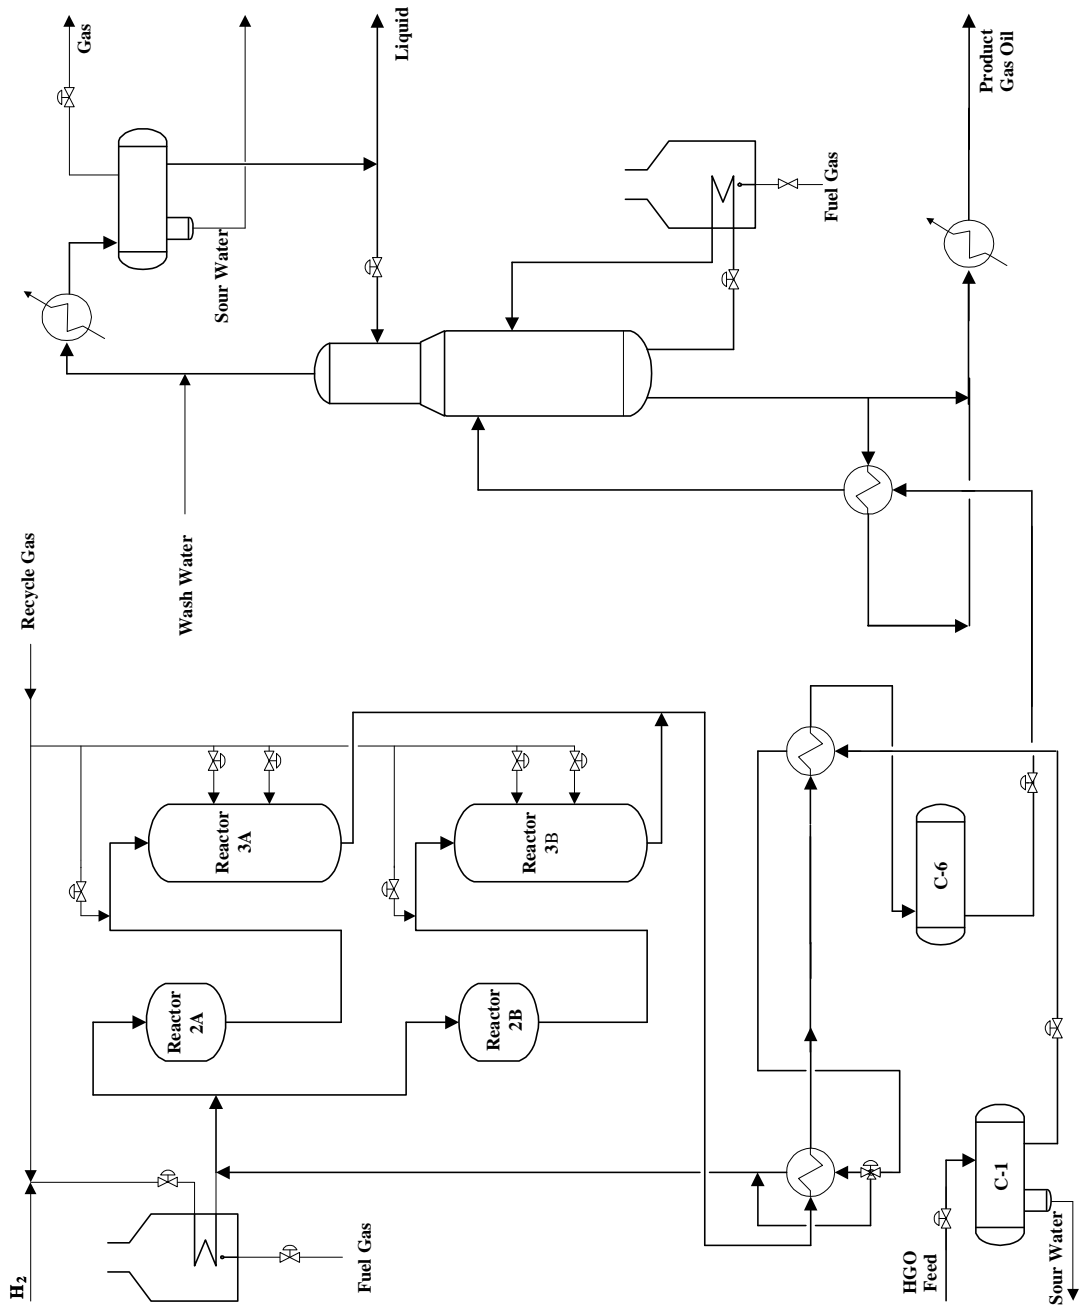 H₂
Recycle Gas
Gas
Liquid
Sour Water
Wash Water
Reactor
3A
Reactor
3B
Reactor
2A
Reactor
2B
Fuel Gas
Fuel Gas
Product
Gas Oil
C-6
C-1
HGO
Feed
Sour Water